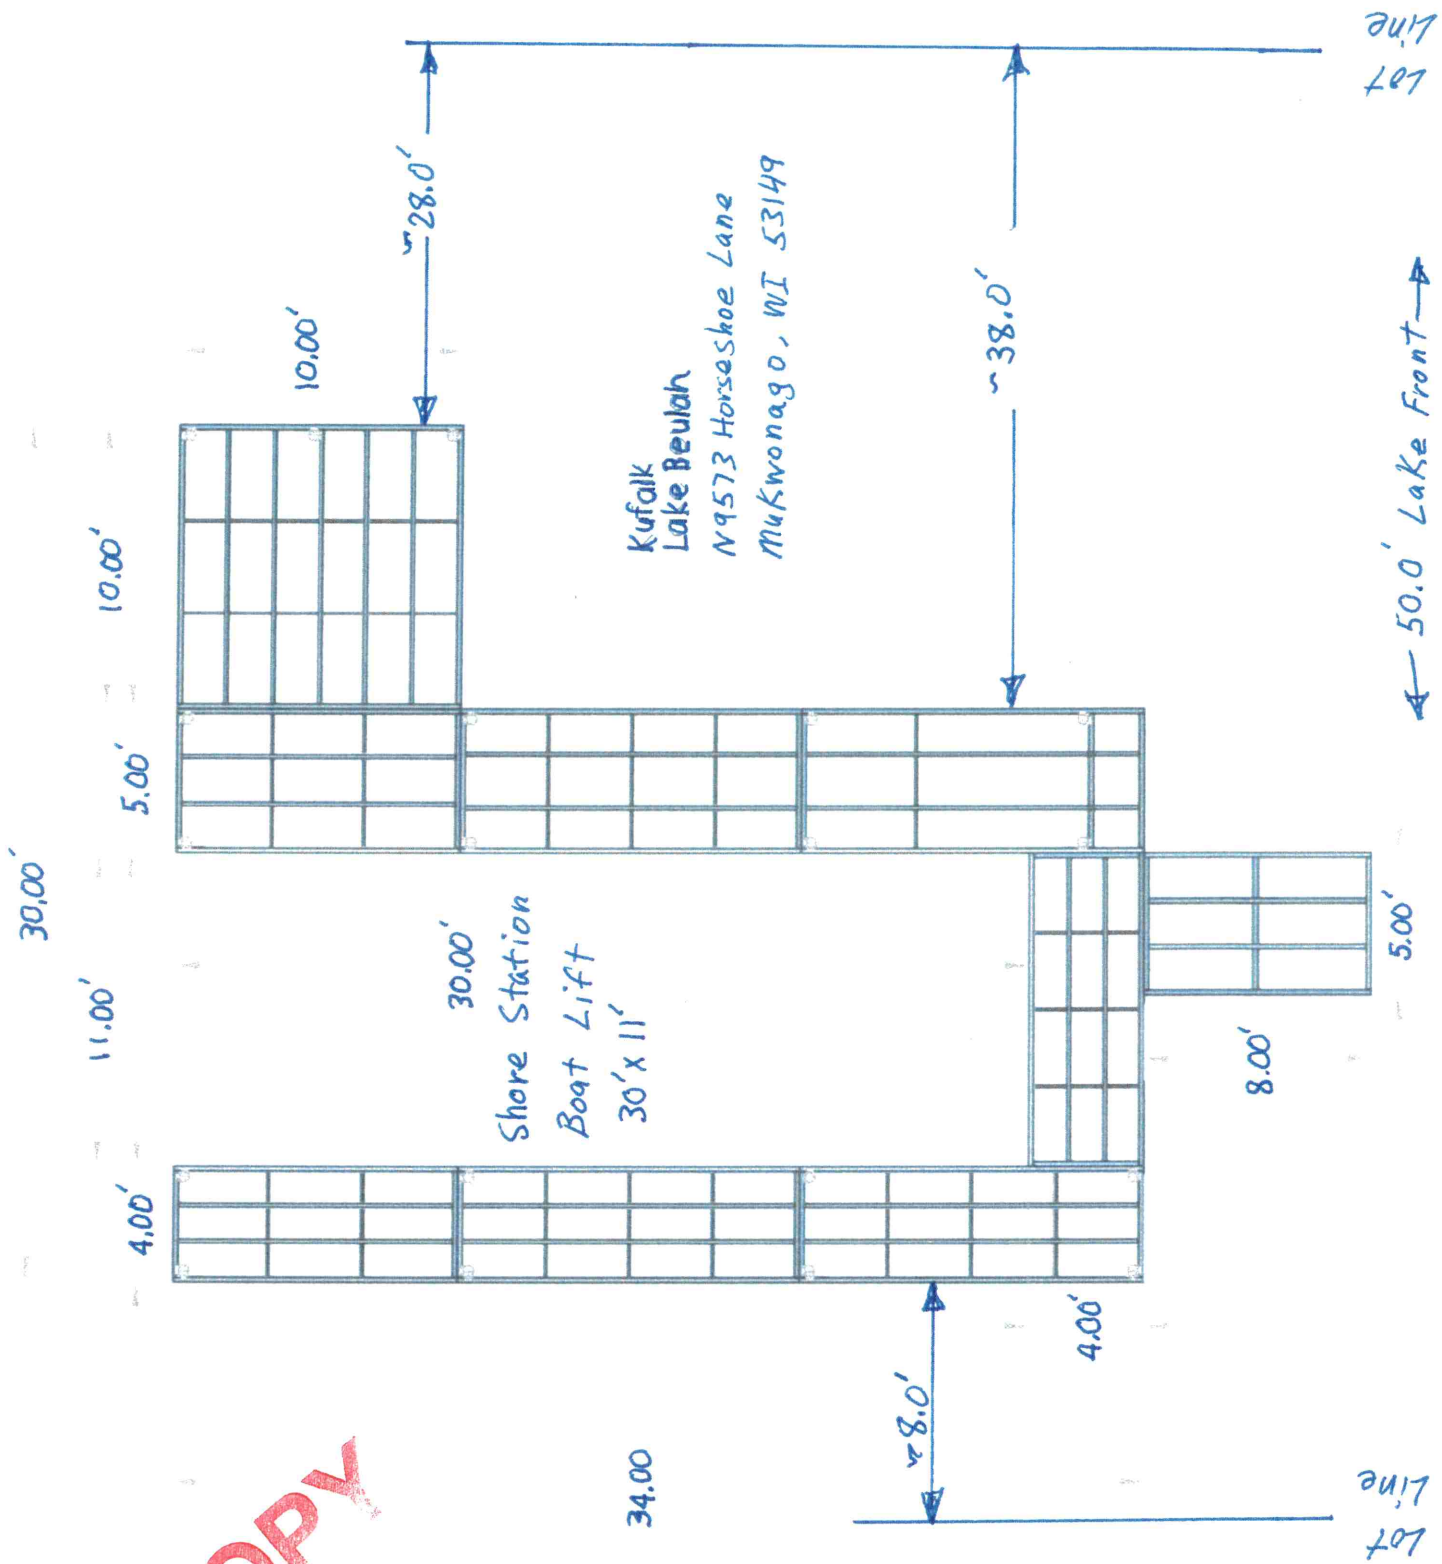 Lot
Line
Lot
Line
~28.0'
10.00'
10.00'
5.00'
30.00'
11.00'
4.00'
Kufalk
Lake Beulah
N9573 Horseshoe Lane
Mukwonago, WI 53149
~38.0'
← 50.0' Lake Front →
30.00'
Shore Station
Boat Lift
30' x 11'
5.00'
8.00'
4.00'
~8.0'
34.00
OPY